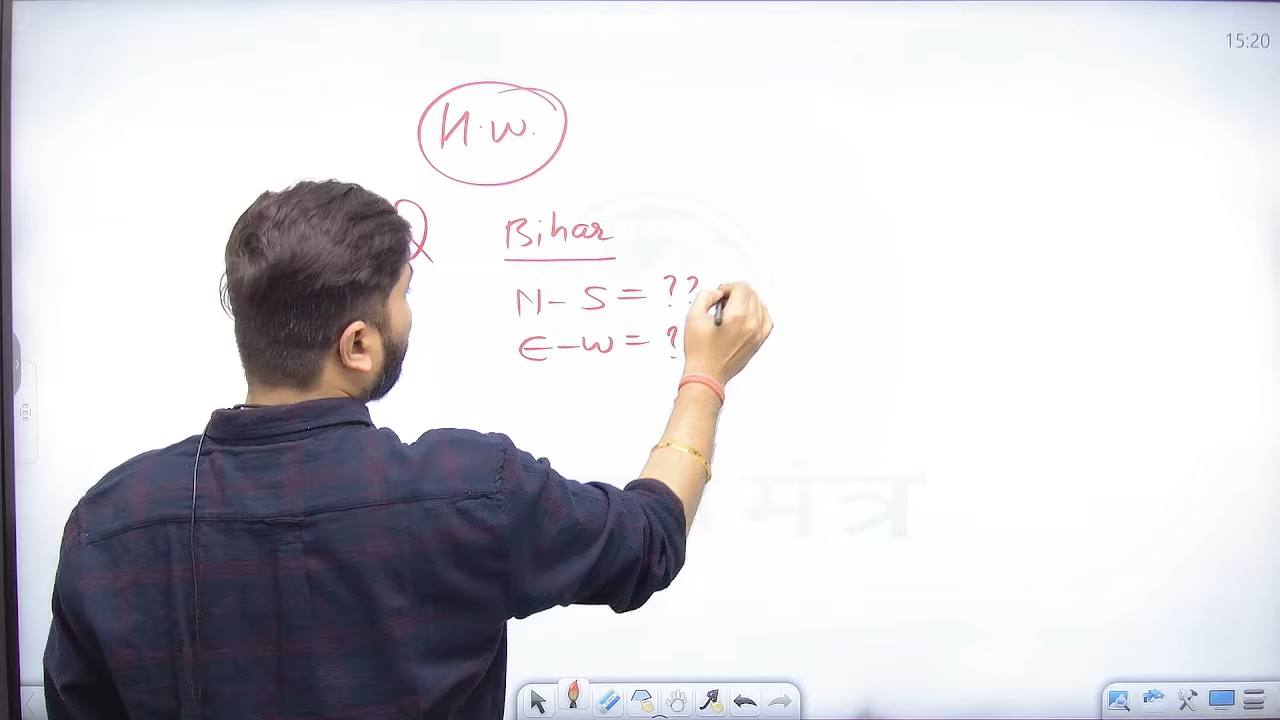 15:20
H.W.
Q Bihar
N - S = ??
E - W = ?
मंत्र